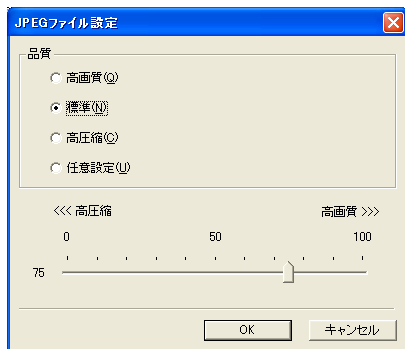 JPEGファイル設定
品質
高画質(Q)
標準(N)
高圧縮(C)
任意設定(U)
<<< 高圧縮 高画質 >>>
0 50 100
75
OK キャンセル